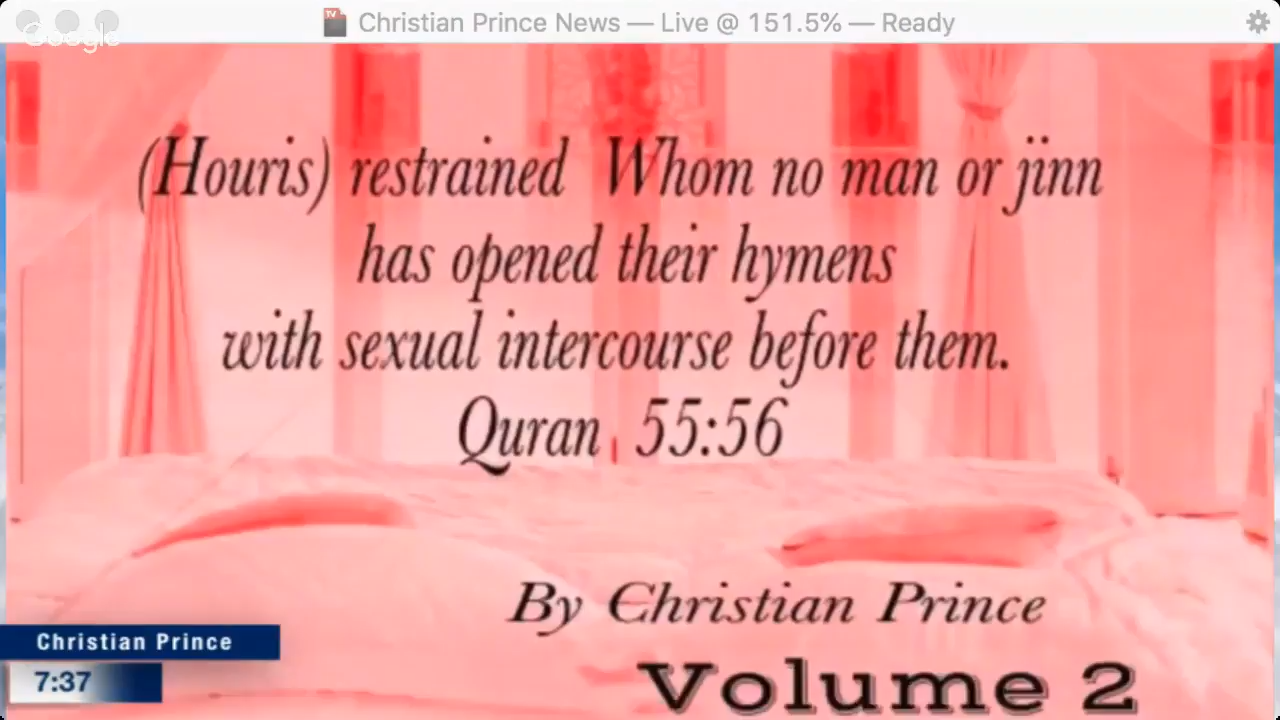 Christian Prince News — Live @ 151.5% — Ready
Google
(Houris) restrained Whom no man or jinn
has opened their hymens
with sexual intercourse before them.
Quran 55:56
By Christian Prince
Volume 2
Christian Prince
7:37